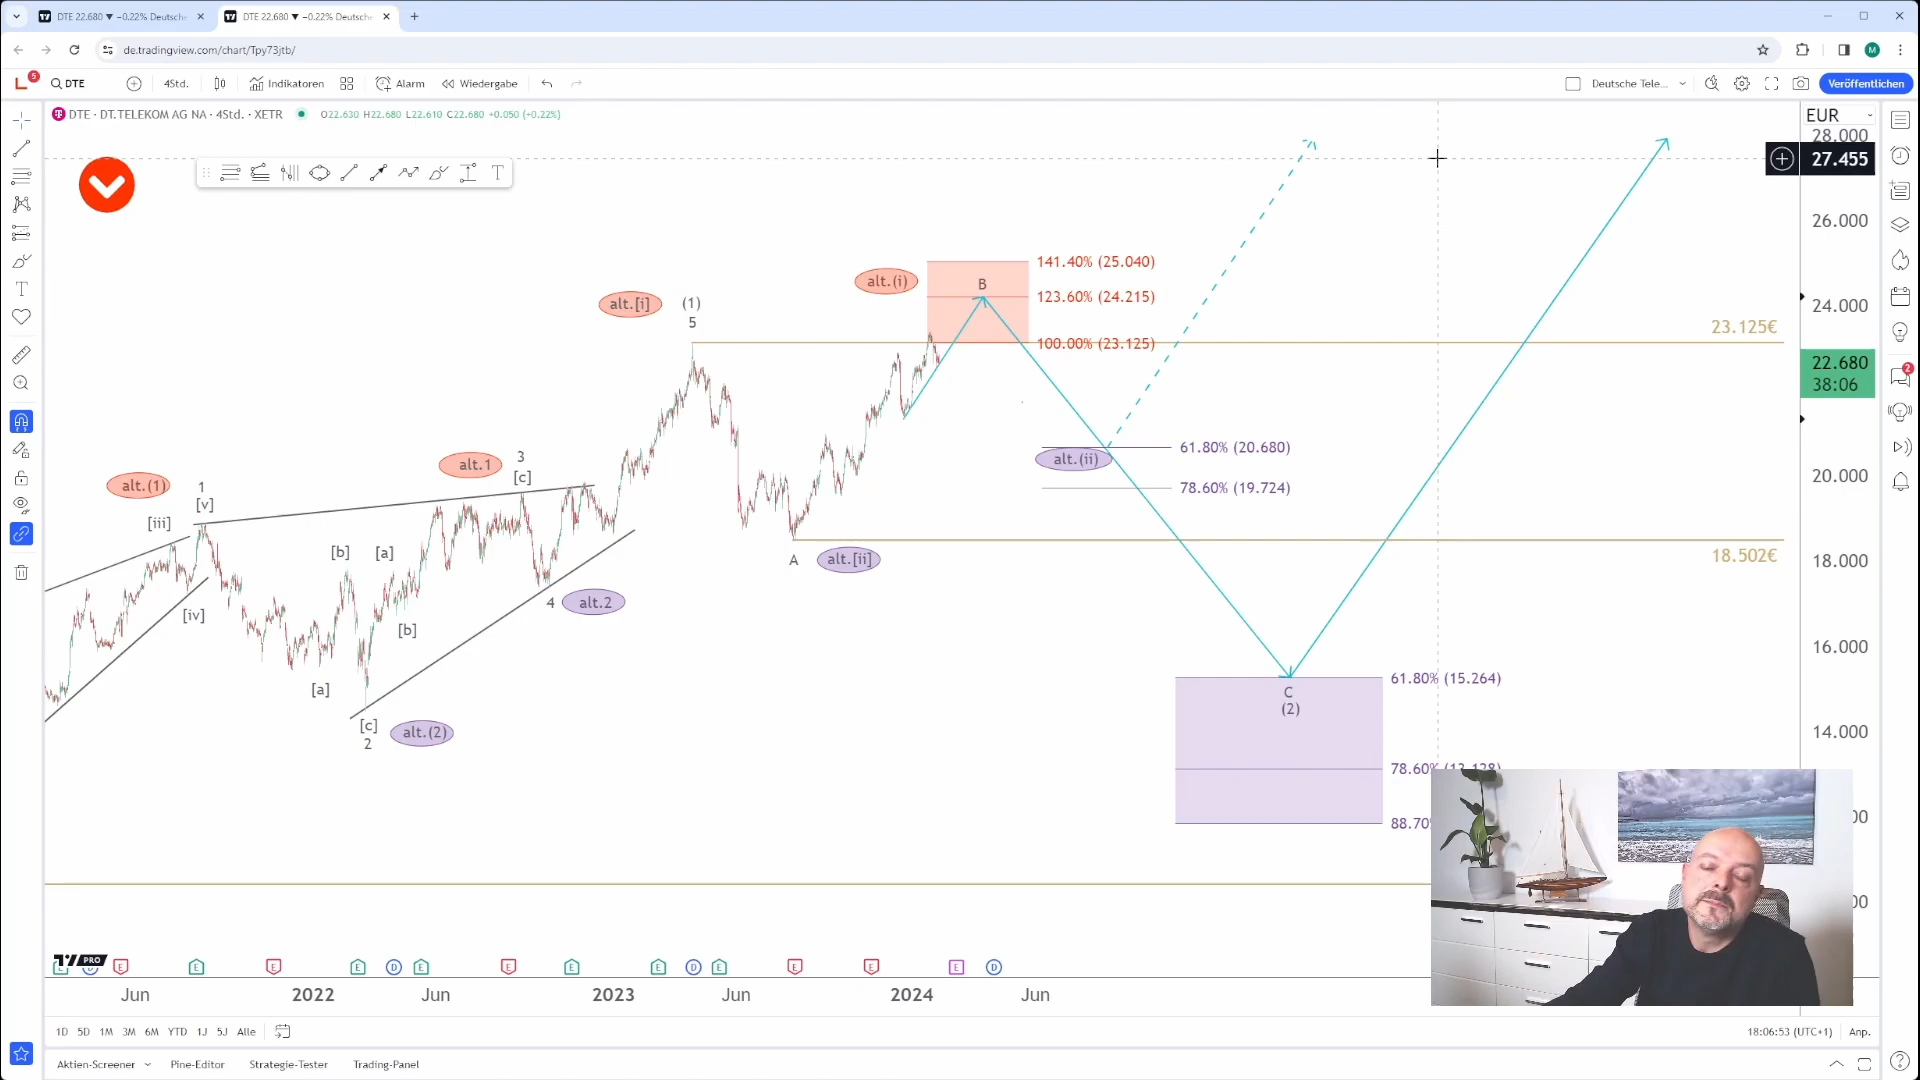 DTE 22.680 ▼ −0.22% Deutsche
DTE 22.680 ▼ −0.22% Deutsche
de.tradingview.com/chart/Tpy73jtb/
M
5
DTE
4Std.
Indikatoren
Alarm
Wiedergabe
Deutsche Tele...
Veröffentlichen
DTE · DT.TELEKOM AG NA · 4Std. · XETR
O22.630 H22.680 L22.610 C22.680 +0.050 (+0.22%)
EUR
28.000
27.455
26.000
24.000
22.680
38:06
20.000
18.000
16.000
14.000
2
141.40% (25.040)
alt.(i)
B
123.60% (24.215)
alt.[i]
(1)
5
23.125€
100.00% (23.125)
61.80% (20.680)
alt.(ii)
78.60% (19.724)
alt.1
3
[c]
alt.(1)
1
[v]
[iii]
[b]
[a]
A
alt.[ii]
18.502€
4
alt.2
[iv]
[b]
[a]
[c]
2
alt.(2)
61.80% (15.264)
C
(2)
78.60% (13.128)
88.70%
PRO
E
D
E
E
E
E
D
E
E
E
E
D
E
E
E
E
D
Jun
2022
Jun
2023
Jun
2024
Jun
1D
5D
1M
3M
6M
YTD
1J
5J
Alle
18:06:53 (UTC+1)
Anp.
Aktien-Screener
Pine-Editor
Strategie-Tester
Trading-Panel